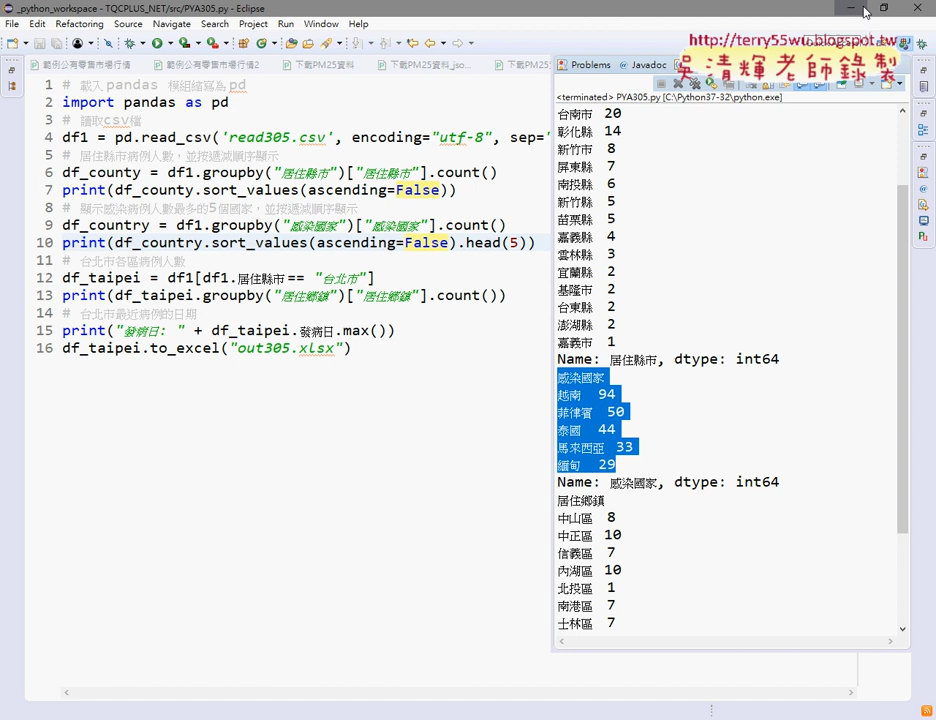 _python_workspace - TQCPLUS_NET/src/PYA305.py - Eclipse
File Edit Refactoring Source Navigate Search Project Run Window Help
http://terry55wu.blogspot.tw
吳清輝老師錄製
範例公有零售市場行情
範例公有零售市場行情2
下載PM25資料
下載PM25資料_jso...
下載PM25
Problems @ Javadoc
<terminated> PYA305.py [C:\Python37-32\python.exe]
1 # 載入pandas 模組縮寫為pd
2 import pandas as pd
3 # 讀取csv檔
4 df1 = pd.read_csv('read305.csv', encoding="utf-8", sep='
5 # 居住縣市病例人數，並按遞減順序顯示
6 df_county = df1.groupby("居住縣市")["居住縣市"].count()
7 print(df_county.sort_values(ascending=False))
8 # 顯示感染病例人數最多的5個國家，並按遞減順序顯示
9 df_country = df1.groupby("感染國家")["感染國家"].count()
10 print(df_country.sort_values(ascending=False).head(5))
11 # 台北市各區病例人數
12 df_taipei = df1[df1.居住縣市== "台北市"]
13 print(df_taipei.groupby("居住鄉鎮")["居住鄉鎮"].count())
14 # 台北市最近病例的日期
15 print("發病日: " + df_taipei.發病日.max())
16 df_taipei.to_excel("out305.xlsx")
台南市 20
彰化縣 14
新竹市 8
屏東縣 7
南投縣 6
新竹縣 5
苗栗縣 5
嘉義縣 4
雲林縣 3
宜蘭縣 2
基隆市 2
台東縣 2
澎湖縣 2
嘉義市 1
Name: 居住縣市, dtype: int64
感染國家
越南 94
菲律賓 50
泰國 44
馬來西亞 33
緬甸 29
Name: 感染國家, dtype: int64
居住鄉鎮
中山區 8
中正區 10
信義區 7
內湖區 10
北投區 1
南港區 7
士林區 7